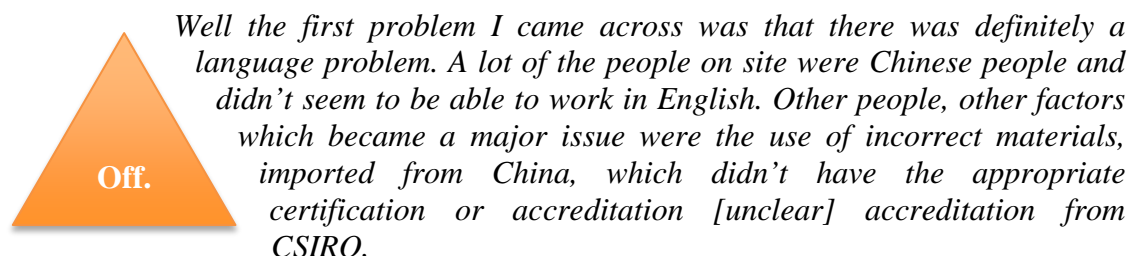 Well the first problem I came across was that there was definitely a
language problem. A lot of the people on site were Chinese people and
didn't seem to be able to work in English. Other people, other factors
which became a major issue were the use of incorrect materials,
Off.
imported from China, which didn't have the appropriate
certification or accreditation [unclear] accreditation from
CSIRO.